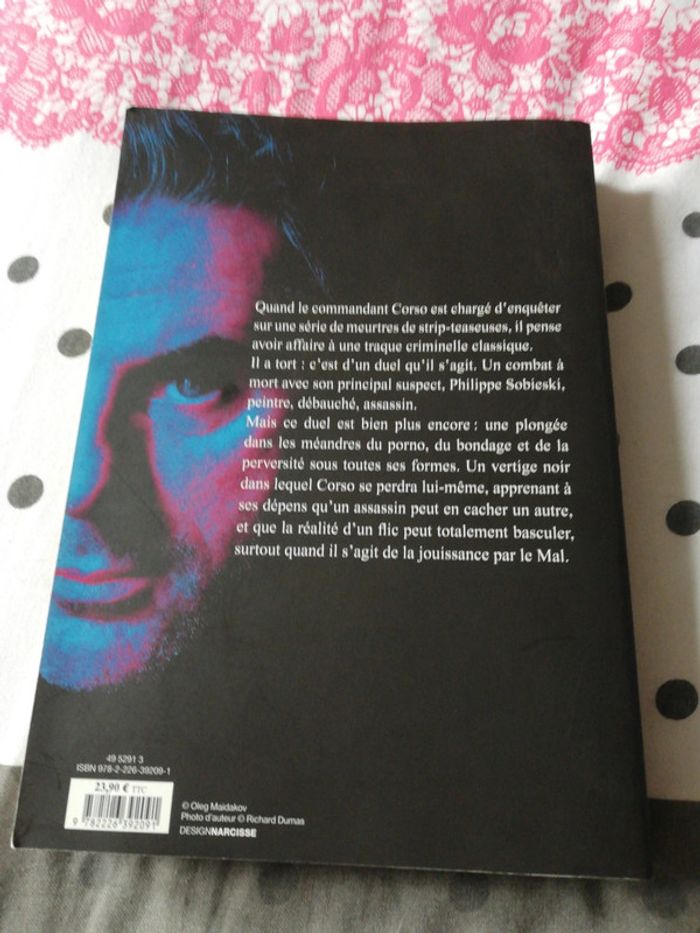 Quand le commandant Corso est chargé d'enquêter
sur une série de meurtres de strip-teaseuses, il pense
avoir affaire à une traque criminelle classique.
Il a tort : c'est d'un duel qu'il s'agit. Un combat à
mort avec son principal suspect, Philippe Sobieski,
peintre, débauché, assassin.
Mais ce duel est bien plus encore : une plongée
dans les méandres du porno, du bondage et de la
perversité sous toutes ses formes. Un vertige noir
dans lequel Corso se perdra lui-même, apprenant à
ses dépens qu'un assassin peut en cacher un autre,
et que la réalité d'un flic peut totalement basculer,
surtout quand il s'agit de la jouissance par le Mal.
49 5291 3
ISBN 978-2-226-39209-1
23,90 € TTC
9 782226 392091
© Oleg Maidakov
Photo d'auteur © Richard Dumas
DESIGNNARCISSE